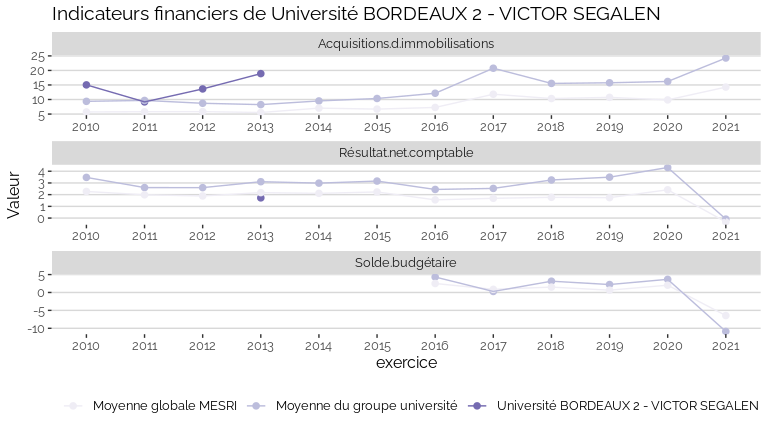 Indicateurs financiers de Université BORDEAUX 2 - VICTOR SEGALEN
Acquisitions.d.immobilisations
25
20
15
10
5
2010 2011 2012 2013 2014 2015 2016 2017 2018 2019 2020 2021
Résultat.net.comptable
4
3
2
1
0
2010 2011 2012 2013 2014 2015 2016 2017 2018 2019 2020 2021
Valeur
Solde.budgétaire
5
0
-5
-10
2010 2011 2012 2013 2014 2015 2016 2017 2018 2019 2020 2021
exercice
Moyenne globale MESRI Moyenne du groupe université Université BORDEAUX 2 - VICTOR SEGALEN